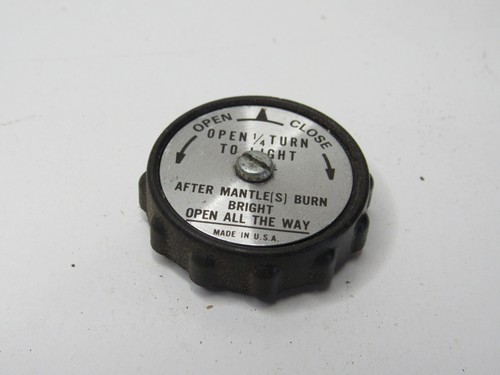 OPEN CLOSE
OPEN 1/4 TURN
TO LIGHT
AFTER MANTLE(S) BURN
BRIGHT
OPEN ALL THE WAY
MADE IN U.S.A.